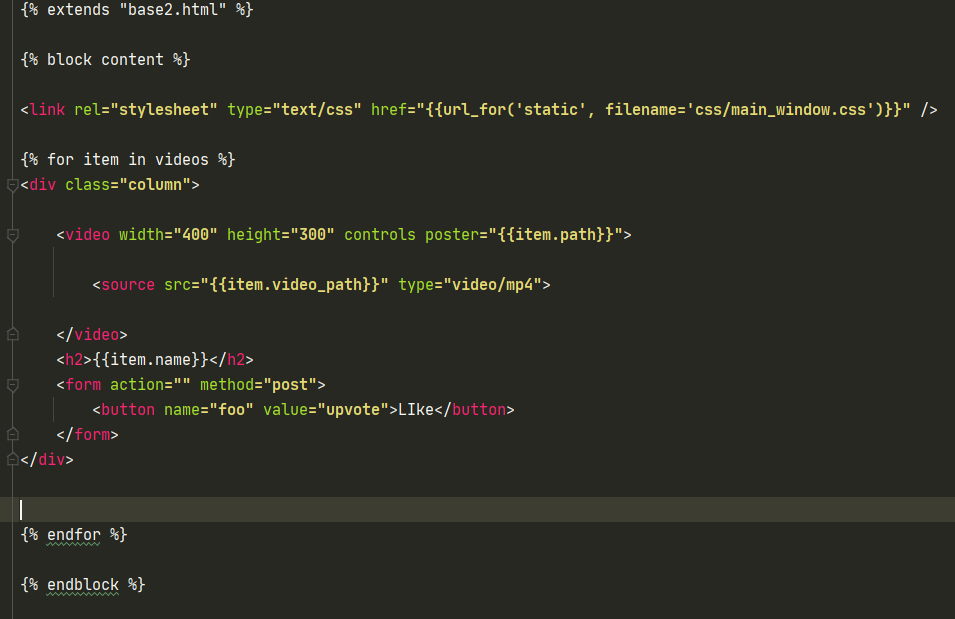 {% extends "base2.html" %}
{% block content %}
<link rel="stylesheet" type="text/css" href="{{url_for('static', filename='css/main_window.css')}}" />
{% for item in videos %}
<div class="column">
<video width="400" height="300" controls poster="{{item.path}}">
<source src="{{item.video_path}}" type="video/mp4">
</video>
<h2>{{item.name}}</h2>
<form action="" method="post">
<button name="foo" value="upvote">LIke</button>
</form>
</div>
{% endfor %}
{% endblock %}